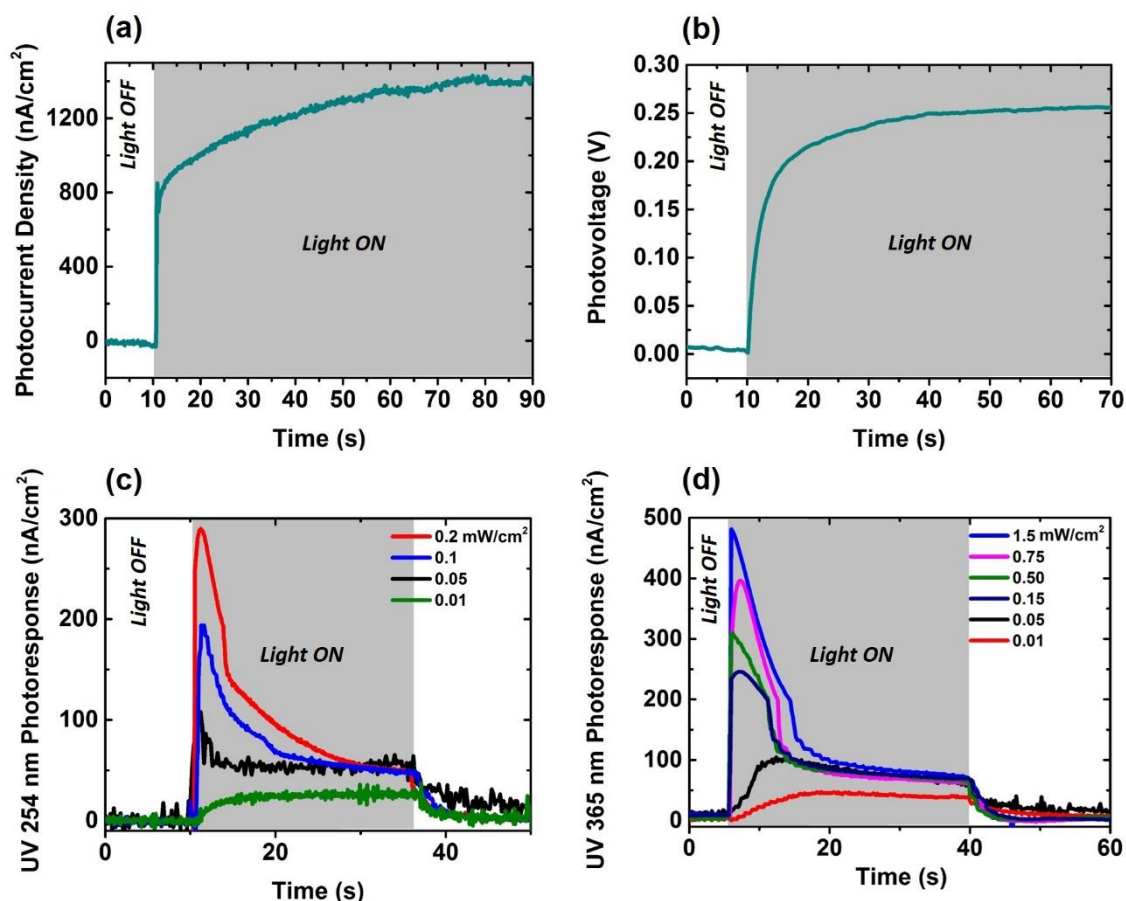 (a)
Photocurrent Density (nA/cm²)
1200
800
400
0
Light OFF
Light ON
0 10 20 30 40 50 60 70 80 90
Time (s)
(b)
Photovoltage (V)
0.30
0.25
0.20
0.15
0.10
0.05
0.00
Light OFF
Light ON
0 10 20 30 40 50 60 70
Time (s)
(c)
UV 254 nm Photoresponse (nA/cm²)
300
200
100
0
Light OFF
0.2 mW/cm²
0.1
0.05
0.01
Light ON
0 20 40
Time (s)
(d)
UV 365 nm Photoresponse (nA/cm²)
500
400
300
200
100
0
Light OFF
1.5 mW/cm²
0.75
0.50
0.15
0.05
0.01
Light ON
0 20 40 60
Time (s)